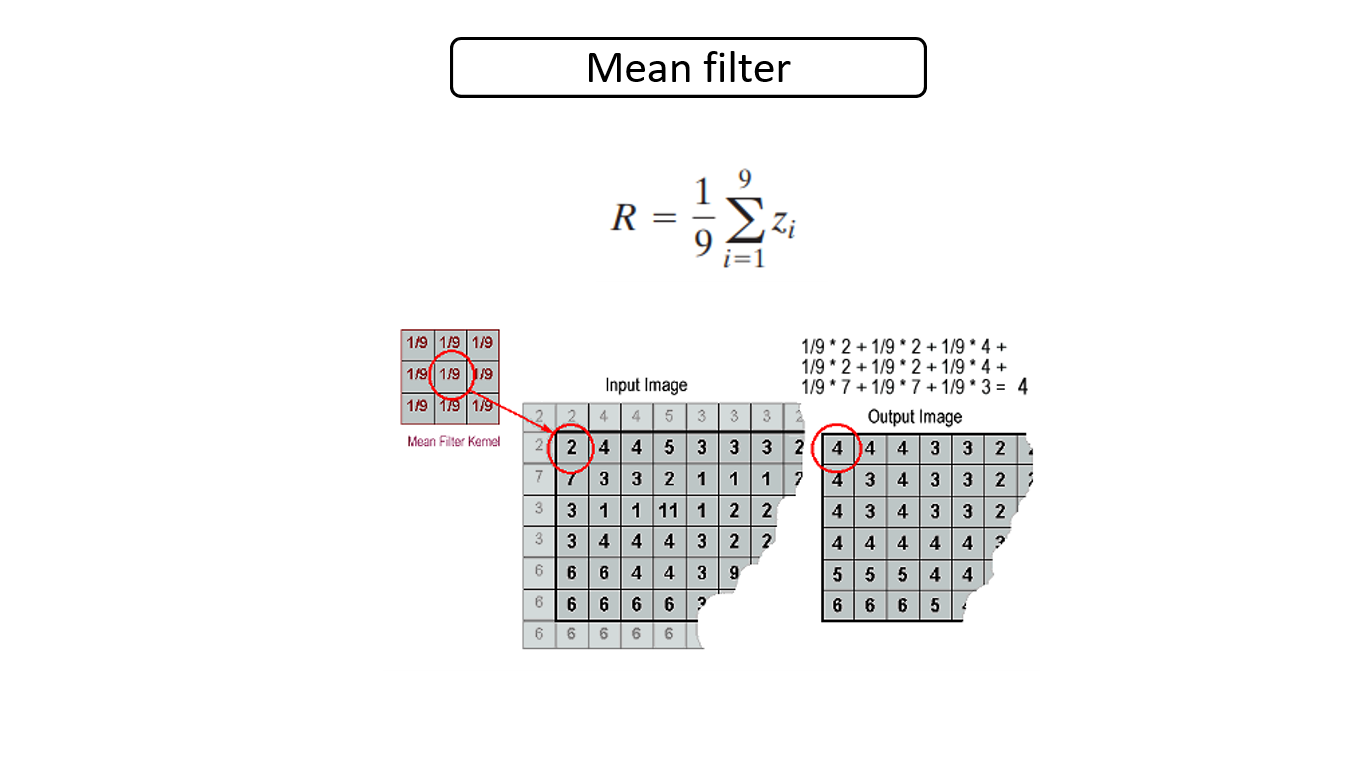 Mean filter
R = 1/9 9 ∑ i=1 zi
1/9 1/9 1/9
1/9 1/9 1/9
1/9 1/9 1/9
Mean Filter Kernel
Input Image
2 2 4 4 5 3 3 3 2
2 2 4 4 5 3 3 3 2
7 7 3 3 2 1 1 1 2
3 3 1 1 11 1 2 2
3 3 4 4 4 3 2 2
6 6 6 4 4 3 9
6 6 6 6 6 3
6 6 6 6 6
1/9 * 2 + 1/9 * 2 + 1/9 * 4 +
1/9 * 2 + 1/9 * 2 + 1/9 * 4 +
1/9 * 7 + 1/9 * 7 + 1/9 * 3 = 4
Output Image
4 4 4 3 3 2
4 3 4 3 3 2
4 3 4 3 3 2
4 4 4 4 4 3
5 5 5 4 4
6 6 6 5